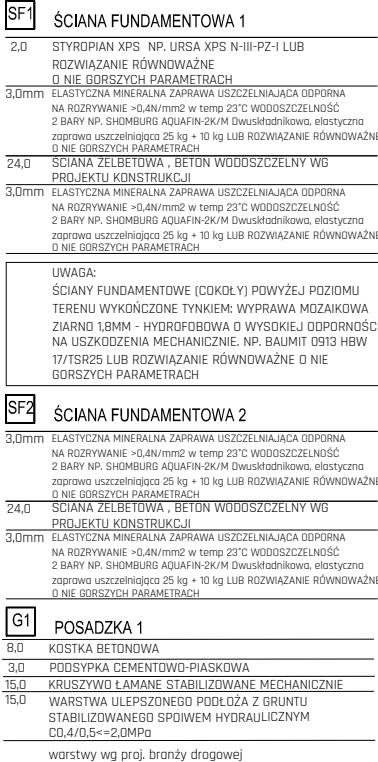 SF1 ŚCIANA FUNDAMENTOWA 1
2,0 STYROPIAN XPS NP. URSA XPS N-III-PZ-I LUB
ROZWIĄZANIE RÓWNOWAŻNE
O NIE GORSZYCH PARAMETRACH
3,0mm ELASTYCZNA MINERALNA ZAPRAWA USZCZELNIAJĄCA ODPORNA
NA ROZRYWANIE >0,4N/mm2 w temp 23°C WODOSZCZELNOŚĆ
2 BARY NP. SHOMBURG AQUAFIN-2K/M Dwuskładnikowa, elastyczna
zaprawa uszczelniająca 25 kg + 10 kg LUB ROZWIĄZANIE RÓWNOWAŻNE
O NIE GORSZYCH PARAMETRACH
24,0 ŚCIANA ŻELBETOWA , BETON WODOSZCZELNY WG
PROJEKTU KONSTRUKCJI
3,0mm ELASTYCZNA MINERALNA ZAPRAWA USZCZELNIAJĄCA ODPORNA
NA ROZRYWANIE >0,4N/mm2 w temp 23°C WODOSZCZELNOŚĆ
2 BARY NP. SHOMBURG AQUAFIN-2K/M Dwuskładnikowa, elastyczna
zaprawa uszczelniająca 25 kg + 10 kg LUB ROZWIĄZANIE RÓWNOWAŻNE
O NIE GORSZYCH PARAMETRACH
UWAGA:
ŚCIANY FUNDAMENTOWE (COKOŁY) POWYŻEJ POZIOMU
TERENU WYKOŃCZONE TYNKIEM: WYPRAWA MOZAIKOWA
ZIARNO 1,8MM - HYDROFOBOWA O WYSOKIEJ ODPORNOŚC
NA USZKODZENIA MECHANICZNIE. NP. BAUMIT 0913 HBW
17/TSR25 LUB ROZWIĄZANIE RÓWNOWAŻNE O NIE
GORSZYCH PARAMETRACH
SF2 ŚCIANA FUNDAMENTOWA 2
3,0mm ELASTYCZNA MINERALNA ZAPRAWA USZCZELNIAJĄCA ODPORNA
NA ROZRYWANIE >0,4N/mm2 w temp 23°C WODOSZCZELNOŚĆ
2 BARY NP. SHOMBURG AQUAFIN-2K/M Dwuskładnikowa, elastyczna
zaprawa uszczelniająca 25 kg + 10 kg LUB ROZWIĄZANIE RÓWNOWAŻNE
O NIE GORSZYCH PARAMETRACH
24,0 ŚCIANA ŻELBETOWA , BETON WODOSZCZELNY WG
PROJEKTU KONSTRUKCJI
3,0mm ELASTYCZNA MINERALNA ZAPRAWA USZCZELNIAJĄCA ODPORNA
NA ROZRYWANIE >0,4N/mm2 w temp 23°C WODOSZCZELNOŚĆ
2 BARY NP. SHOMBURG AQUAFIN-2K/M Dwuskładnikowa, elastyczna
zaprawa uszczelniająca 25 kg + 10 kg LUB ROZWIĄZANIE RÓWNOWAŻNE
O NIE GORSZYCH PARAMETRACH
G1 POSADZKA 1
8,0 KOSTKA BETONOWA
3,0 PODSYPKA CEMENTOWO-PIASKOWA
15,0 KRUSZYWO ŁAMANE STABILIZOWANE MECHANICZNIE
15,0 WARSTWA ULEPSZONEGO PODŁOŻA Z GRUNTU
STABILIZOWANEGO SPOIWEM HYDRAULICZNYM
C0,4/0,5<=2,0MPa
warstwy wg proj. branży drogowej